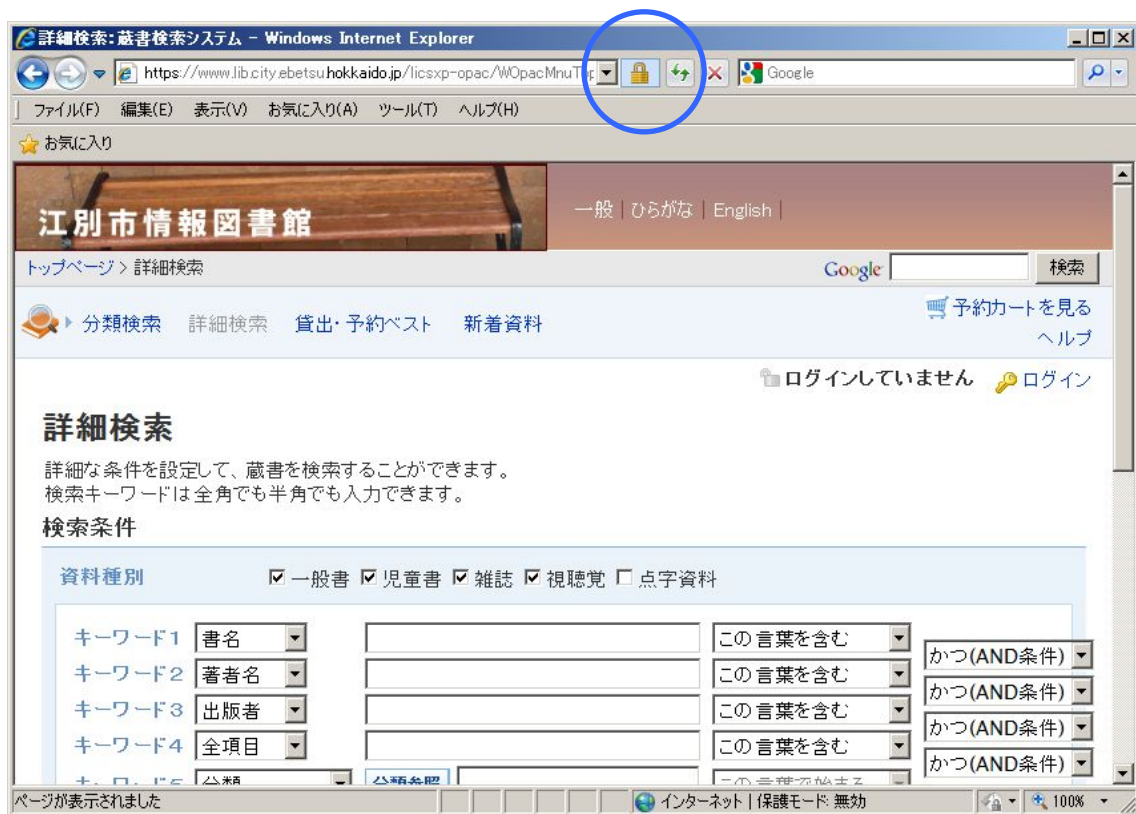 詳細検索: 蔵書検索システム - Windows Internet Explorer
https://www.lib.city.ebetsu.hokkaido.jp/licsxp-opac/WOpacMnuTop
Google
ファイル(F) 編集(E) 表示(V) お気に入り(A) ツール(T) ヘルプ(H)
お気に入り
江別市情報図書館
一般 | ひらがな | English |
トップページ > 詳細検索
Google 検索
分類検索 詳細検索 貸出・予約ベスト 新着資料
予約カートを見る
ヘルプ
ログインしていません ログイン
詳細検索
詳細な条件を設定して、蔵書を検索することができます。
検索キーワードは全角でも半角でも入力できます。
検索条件
資料種別 一般書 児童書 雑誌 視聴覚 点字資料
キーワード1 書名 この言葉を含む かつ(AND条件)
キーワード2 著者名 この言葉を含む かつ(AND条件)
キーワード3 出版者 この言葉を含む かつ(AND条件)
キーワード4 全項目 この言葉を含む かつ(AND条件)
キーワード5 分類 分類参照 この言葉で始まる
ページが表示されました
インターネット | 保護モード: 無効
100%